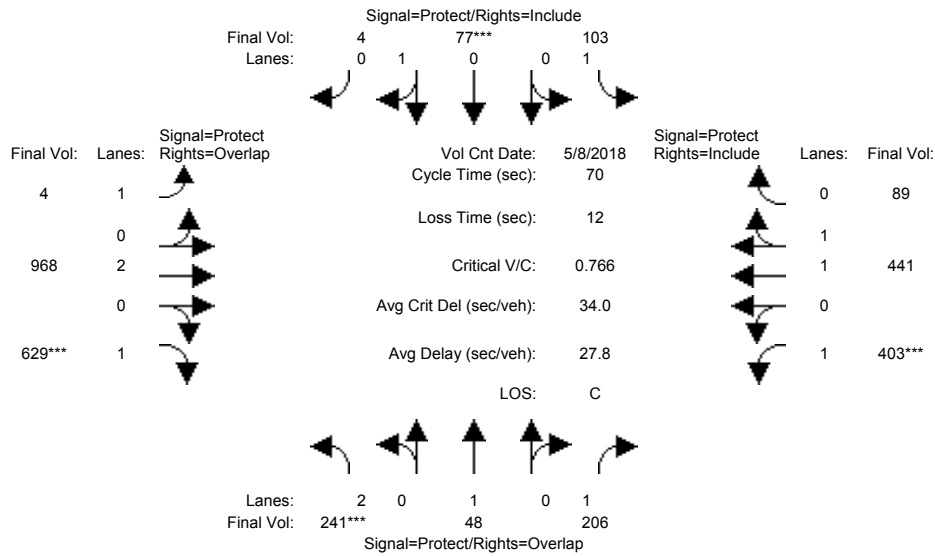 Signal=Protect/Rights=Include
Final Vol: 4 77*** 103
Lanes: 0 1 0 0 1
Signal=Protect
Final Vol: Lanes: Rights=Overlap Vol Cnt Date: 5/8/2018 Signal=Protect
Rights=Include Lanes: Final Vol:
Cycle Time (sec): 70
4 1 0 89
Loss Time (sec): 12
0 1
968 2 Critical V/C: 0.766 1 441
0 Avg Crit Del (sec/veh): 34.0 0
629*** 1 Avg Delay (sec/veh): 27.8 1 403***
LOS: C
Lanes: 2 0 1 0 1
Final Vol: 241*** 48 206
Signal=Protect/Rights=Overlap